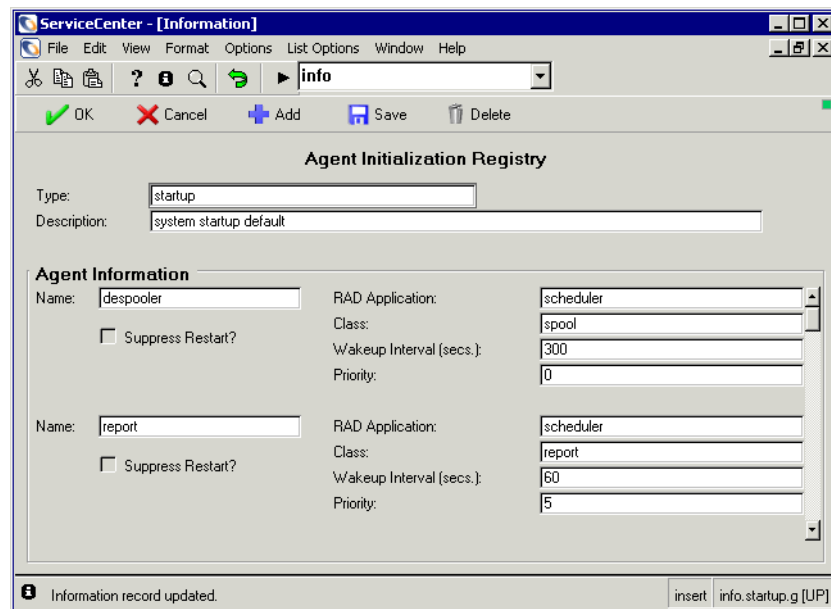 ServiceCenter - [Information]
File Edit View Format Options List Options Window Help
info
OK Cancel Add Save Delete
Agent Initialization Registry
Type: startup
Description: system startup default
Agent Information
Name: despooler RAD Application: scheduler
Suppress Restart? Class: spool
Wakeup Interval (secs.): 300
Priority: 0
Name: report RAD Application: scheduler
Suppress Restart? Class: report
Wakeup Interval (secs.): 60
Priority: 5
Information record updated. insert info.startup.g [UP]